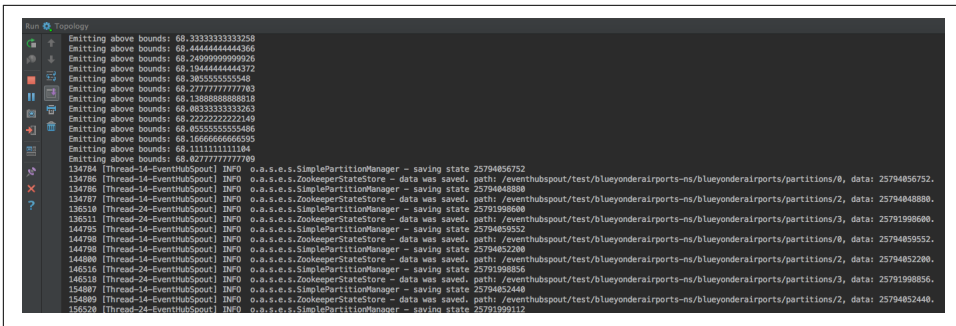 Run Topology
Emitting above bounds: 68.33333333333258
Emitting above bounds: 68.44444444444366
Emitting above bounds: 68.24999999999926
Emitting above bounds: 68.19444444444372
Emitting above bounds: 68.3055555555548
Emitting above bounds: 68.27777777777703
Emitting above bounds: 68.13888888888818
Emitting above bounds: 68.08333333333263
Emitting above bounds: 68.22222222222149
Emitting above bounds: 68.05555555555486
Emitting above bounds: 68.16666666666595
Emitting above bounds: 68.1111111111104
Emitting above bounds: 68.02777777777709
134784 [Thread-14-EventHubSpout] INFO  o.a.s.e.s.SimplePartitionManager – saving state 25794056752
134786 [Thread-14-EventHubSpout] INFO  o.a.s.e.s.ZookeeperStateStore – data was saved. path: /eventhubspout/test/blueyonderairports-ns/blueyonderairports/partitions/0, data: 25794056752.
134786 [Thread-14-EventHubSpout] INFO  o.a.s.e.s.SimplePartitionManager – saving state 25794048880
134787 [Thread-14-EventHubSpout] INFO  o.a.s.e.s.ZookeeperStateStore – data was saved. path: /eventhubspout/test/blueyonderairports-ns/blueyonderairports/partitions/2, data: 25794048880.
136510 [Thread-24-EventHubSpout] INFO  o.a.s.e.s.SimplePartitionManager – saving state 25791998600
136511 [Thread-24-EventHubSpout] INFO  o.a.s.e.s.ZookeeperStateStore – data was saved. path: /eventhubspout/test/blueyonderairports-ns/blueyonderairports/partitions/3, data: 25791998600.
144795 [Thread-14-EventHubSpout] INFO  o.a.s.e.s.SimplePartitionManager – saving state 25794059552
144798 [Thread-14-EventHubSpout] INFO  o.a.s.e.s.ZookeeperStateStore – data was saved. path: /eventhubspout/test/blueyonderairports-ns/blueyonderairports/partitions/0, data: 25794059552.
144798 [Thread-14-EventHubSpout] INFO  o.a.s.e.s.SimplePartitionManager – saving state 25794052200
144800 [Thread-14-EventHubSpout] INFO  o.a.s.e.s.ZookeeperStateStore – data was saved. path: /eventhubspout/test/blueyonderairports-ns/blueyonderairports/partitions/2, data: 25794052200.
146516 [Thread-24-EventHubSpout] INFO  o.a.s.e.s.SimplePartitionManager – saving state 25791998856
146518 [Thread-24-EventHubSpout] INFO  o.a.s.e.s.ZookeeperStateStore – data was saved. path: /eventhubspout/test/blueyonderairports-ns/blueyonderairports/partitions/3, data: 25791998856.
154807 [Thread-14-EventHubSpout] INFO  o.a.s.e.s.SimplePartitionManager – saving state 25794052440
154809 [Thread-14-EventHubSpout] INFO  o.a.s.e.s.ZookeeperStateStore – data was saved. path: /eventhubspout/test/blueyonderairports-ns/blueyonderairports/partitions/2, data: 25794052440.
156520 [Thread-24-EventHubSpout] INFO  o.a.s.e.s.SimplePartitionManager – saving state 25791999112